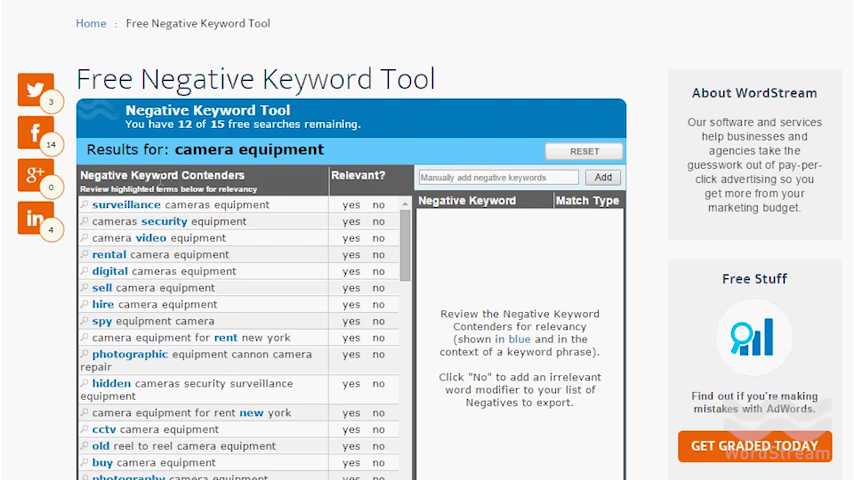 Home : Free Negative Keyword Tool
Free Negative Keyword Tool
3
14
g+
0
in
4
Negative Keyword Tool
You have 12 of 15 free searches remaining.
Results for: camera equipment
RESET
Negative Keyword Contenders
Review highlighted terms below for relevancy
Relevant?
surveillance cameras equipment yes no
cameras security equipment yes no
camera video equipment yes no
rental camera equipment yes no
digital cameras equipment yes no
sell camera equipment yes no
hire camera equipment yes no
spy equipment camera yes no
camera equipment for rent new york yes no
photographic equipment cannon camera yes no
repair
hidden cameras security surveillance yes no
equipment
camera equipment for rent new york yes no
cctv camera equipment yes no
old reel to reel camera equipment yes no
buy camera equipment yes no
photography camera equipment yes no
Manually add negative keywords
Add
Negative Keyword Match Type
Review the Negative Keyword
Contenders for relevancy
(shown in blue and in the
context of a keyword phrase).
Click "No" to add an irrelevant
word modifier to your list of
Negatives to export.
About WordStream
Our software and services
help businesses and
agencies take the
guesswork out of pay-per-
click advertising so you
get more from your
marketing budget.
Free Stuff
Find out if you're making
mistakes with AdWords.
GET GRADED TODAY
WordStream